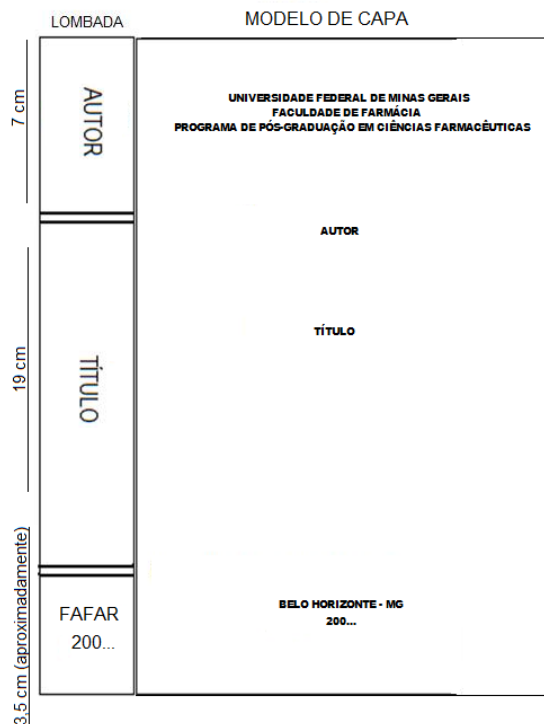 LOMBADA
MODELO DE CAPA
7 cm
AUTOR
UNIVERSIDADE FEDERAL DE MINAS GERAIS
FACULDADE DE FARMÁCIA
PROGRAMA DE PÓS-GRADUAÇÃO EM CIÊNCIAS FARMACÊUTICAS
AUTOR
TÍTULO
19 cm
TÍTULO
3,5 cm (aproximadamente)
FAFAR
200...
BELO HORIZONTE - MG
200...